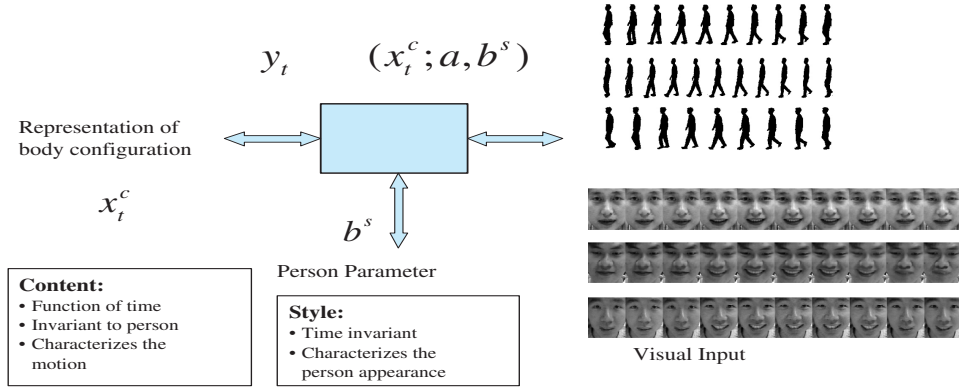 y_t (x_t^c; a, b^s)
Representation of
body configuration
x_t^c
b^s
Person Parameter
Content:
• Function of time
• Invariant to person
• Characterizes the
motion
Style:
• Time invariant
• Characterizes the
person appearance
Visual Input